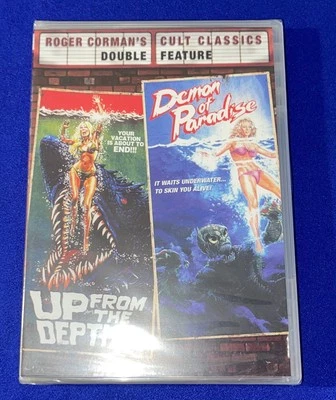 ROGER CORMAN'S CULT CLASSICS
DOUBLE FEATURE
YOUR
VACATION
IS ABOUT
TO
END!!!
UP FROM
THE
DEPTH
Demon
of
Paradise
IT WAITS UNDERWATER...
TO SKIN YOU ALIVE!